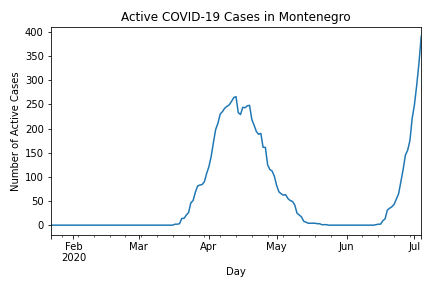 Active COVID-19 Cases in Montenegro
Number of Active Cases
400
350
300
250
200
150
100
50
0
Feb Mar Apr May Jun Jul
2020
Day